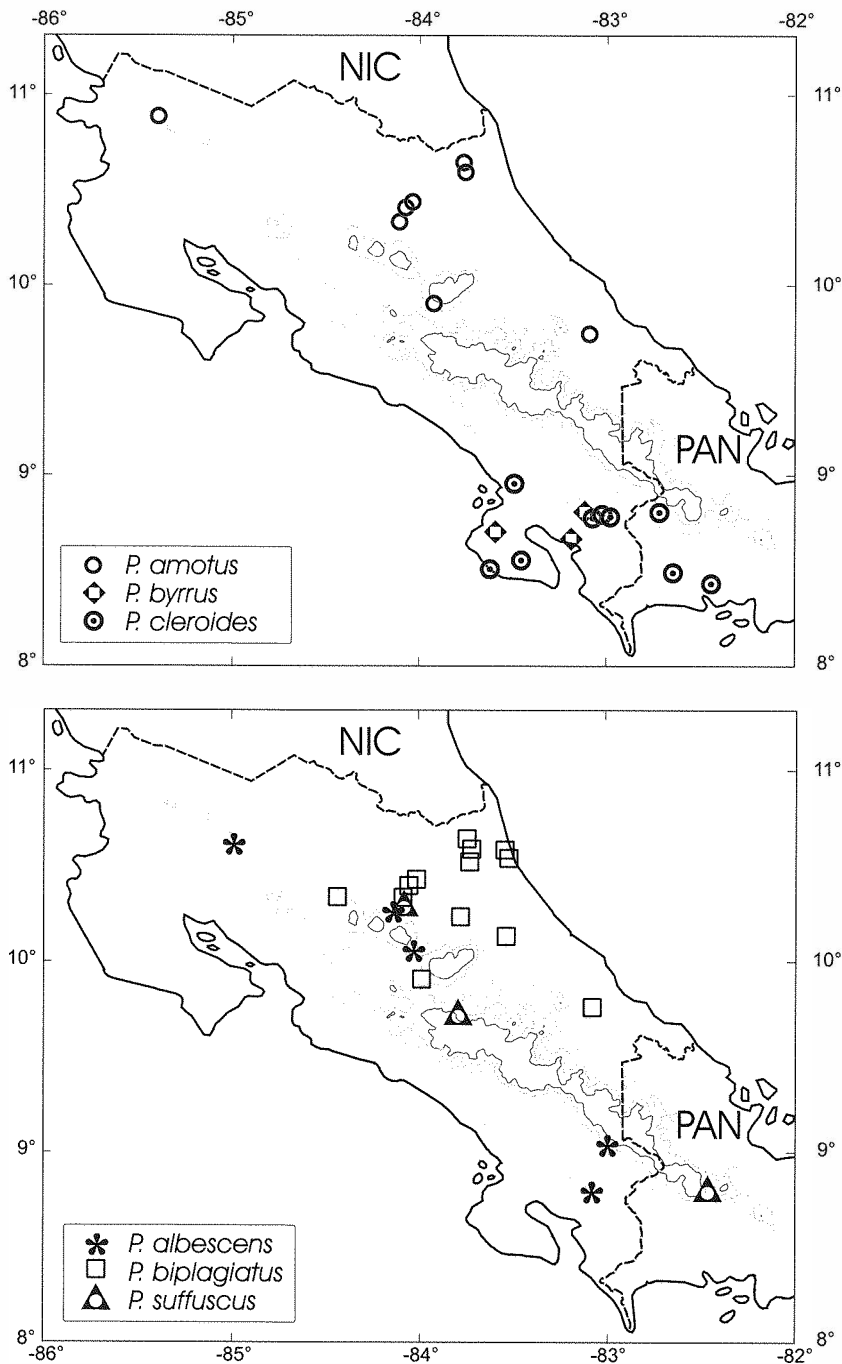 -86° -85° -84° -83° -82°
NIC
11° 11°
10° 10°
PAN
9° 9°
P. amotus
P. byrrus
P. cleroides
8° 8°
-86° -85° -84° -83° -82°
NIC
11° 11°
10° 10°
PAN
9° 9°
P. albescens
P. biplagiatus
P. suffuscus
8° 8°
-86° -85° -84° -83° -82°